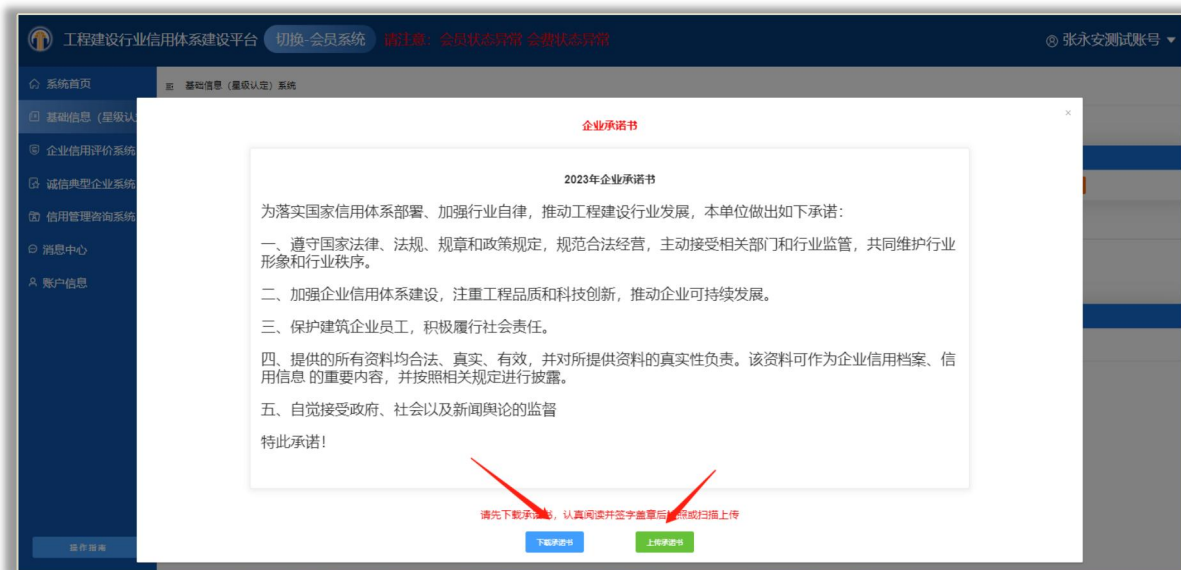 工程建设行业信用体系建设平台 切换-会员系统 请注意: 会员状态异常 会费状态异常 张永安测试账号
系统首页
基础信息（星级认定）系统
基础信息（星级认
企业信用评价系统
诚信典型企业系统
信用管理咨询系统
消息中心
账户信息
操作指南
企业承诺书
2023年企业承诺书
为落实国家信用体系部署、加强行业自律，推动工程建设行业发展，本单位做出如下承诺：
一、遵守国家法律、法规、规章和政策规定，规范合法经营，主动接受相关部门和行业监管，共同维护行业
形象和行业秩序。
二、加强企业信用体系建设，注重工程品质和科技创新，推动企业可持续发展。
三、保护建筑企业员工，积极履行社会责任。
四、提供的所有资料均合法、真实、有效，并对所提供资料的真实性负责。该资料可作为企业信用档案、信
用信息 的重要内容，并按照相关规定进行披露。
五、自觉接受政府、社会以及新闻舆论的监督
特此承诺！
请先下载承诺书，认真阅读并签字盖章后拍照或扫描上传
下载承诺书 上传承诺书